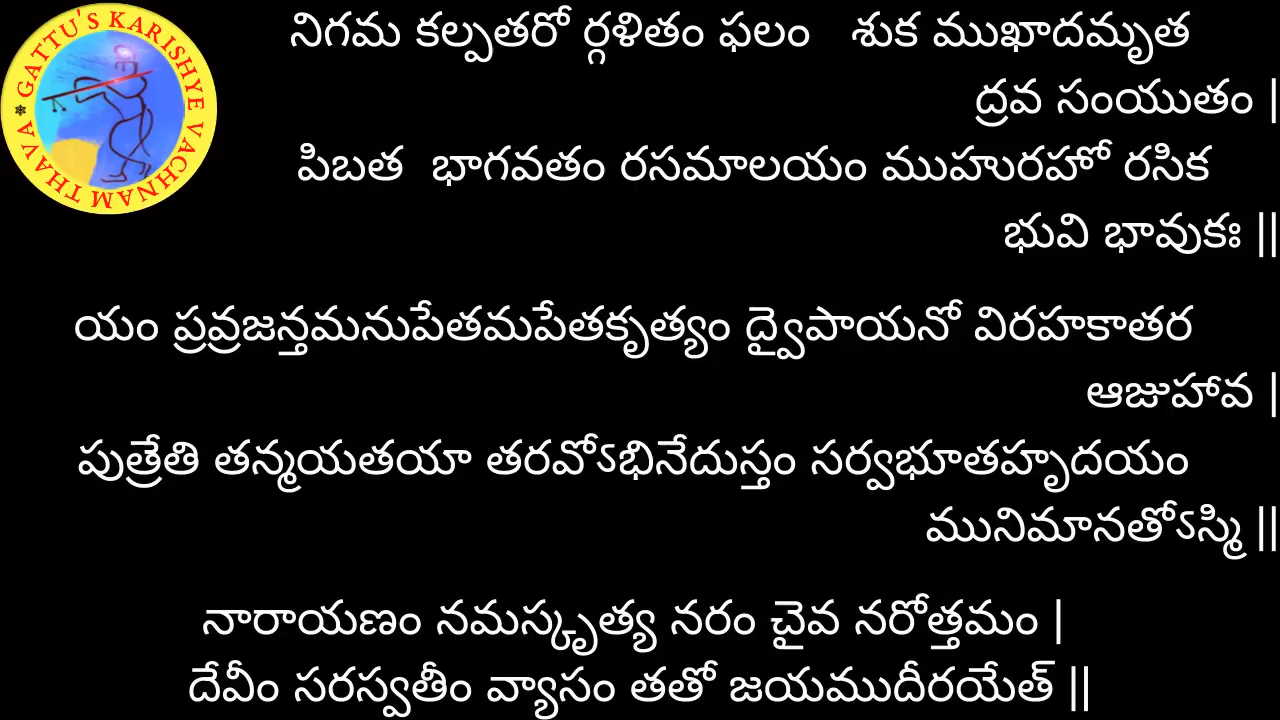 GATTU'S KARISHYE VACHNAM THAVA
నిగమ కల్పతరో ర్గళితం ఫలం శుక ముఖాదమృత
ద్రవ సంయుతం |
పిబత భాగవతం రసమాలయం ముహురహో రసిక
భువి భావుకః ||
యం ప్రవ్రజన్తమనుపేతమపేతకృత్యం ద్వైపాయనో విరహకాతర
ఆజుహావ |
పుత్రేతి తన్మయతయా తరవోఽభినేదుస్తం సర్వభూతహృదయం
మునిమానతోఽస్మి ||
నారాయణం నమస్కృత్య నరం చైవ నరోత్తమం |
దేవీం సరస్వతీం వ్యాసం తతో జయముదీరయేత్ ||